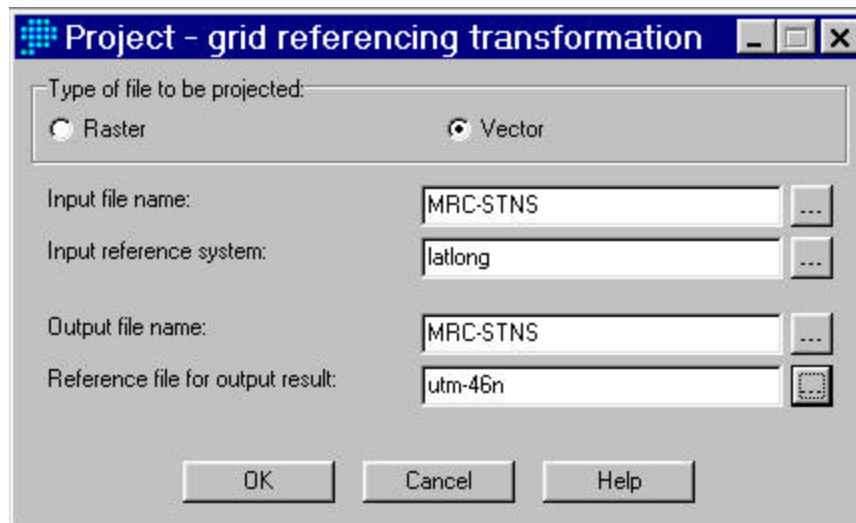 Project - grid referencing transformation
Type of file to be projected:
Raster Vector
Input file name: MRC-STNS ...
Input reference system: latlong ...
Output file name: MRC-STNS ...
Reference file for output result: utm-46n ...
OK Cancel Help